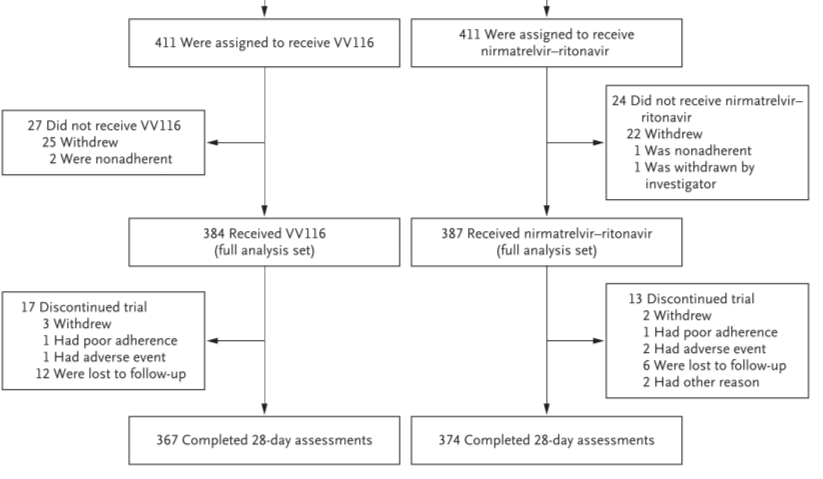 411 Were assigned to receive VV116
411 Were assigned to receive
nirmatrelvir–ritonavir
27 Did not receive VV116
25 Withdrew
2 Were nonadherent
24 Did not receive nirmatrelvir–
ritonavir
22 Withdrew
1 Was nonadherent
1 Was withdrawn by
investigator
384 Received VV116
(full analysis set)
387 Received nirmatrelvir–ritonavir
(full analysis set)
17 Discontinued trial
3 Withdrew
1 Had poor adherence
1 Had adverse event
12 Were lost to follow-up
13 Discontinued trial
2 Withdrew
1 Had poor adherence
2 Had adverse event
6 Were lost to follow-up
2 Had other reason
367 Completed 28-day assessments
374 Completed 28-day assessments